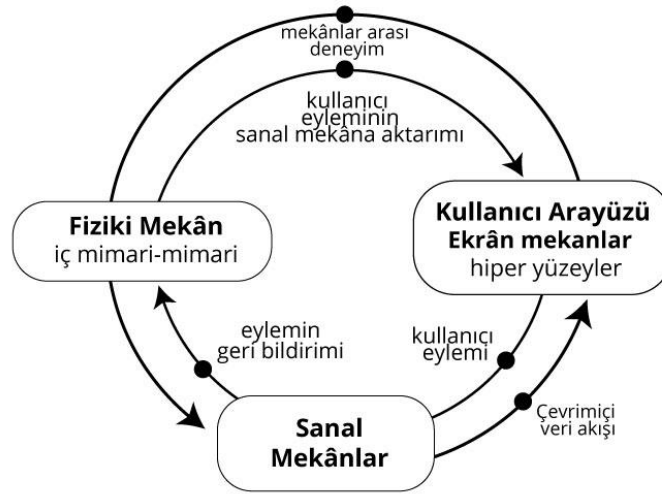 mekânlar arası
deneyim
kullanıcı
eyleminin
sanal mekâna aktarımı
Fiziki Mekân
iç mimari-mimari
Kullanıcı Arayüzü
Ekrân mekanlar
hiper yüzeyler
eylemin
geri bildirimi
kullanıcı
eylemi
Sanal
Mekânlar
Çevrimiçi
veri akışı